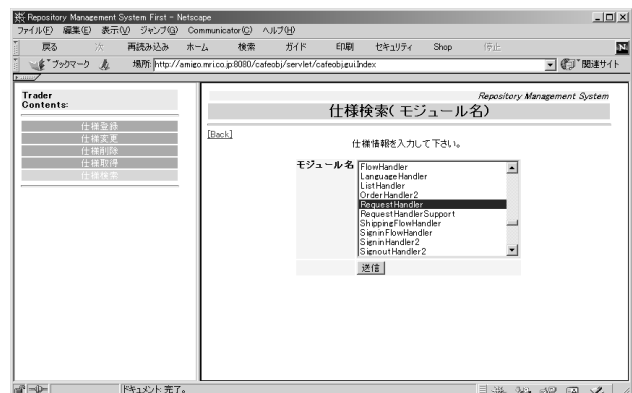 Repository Management System First - Netscape
ファイル(F) 編集(E) 表示(V) ジャンプ(G) Communicator(C) ヘルプ(H)
戻る 次 再読み込み ホーム 検索 ガイド 印刷 セキュリティ Shop 停止
ブックマーク 場所: http://amigo.mri.co.jp:8080/cafeobj/servlet/cafeobj.gui.Index 関連サイト
Trader
Contents:
仕様登録
仕様変更
仕様削除
仕様取得
仕様検索
Repository Management System
仕様検索(モジュール名)
[Back]
仕様情報を入力して下さい。
モジュール名
FlowHandler
LanguageHandler
ListHandler
OrderHandler2
RequestHandler
RequestHandlerSupport
ShippingFlowHandler
SigninFlowHandler
SigninHandler2
SignoutHandler2
送信
ドキュメント:完了。